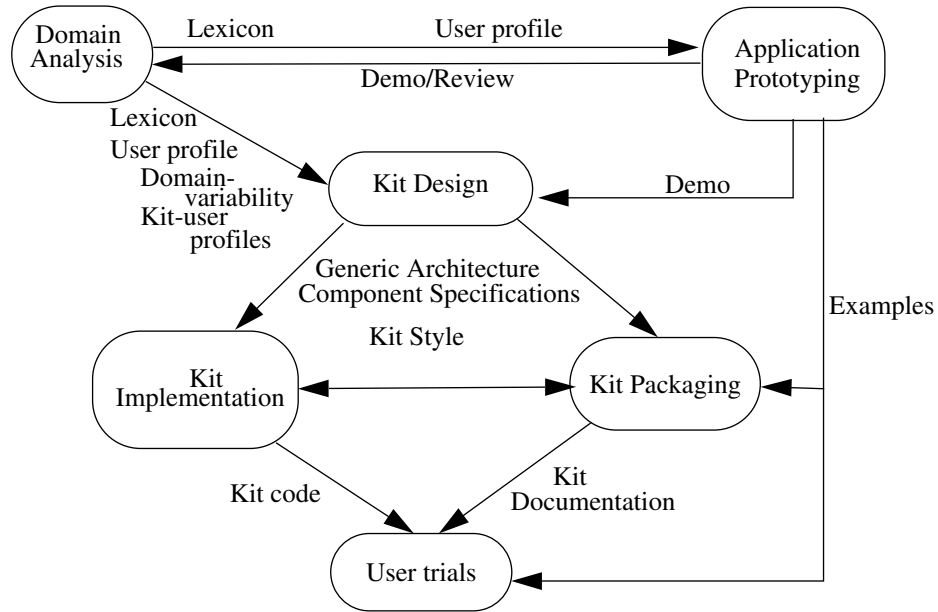 Domain
Analysis
Lexicon
User profile
Application
Prototyping
Demo/Review
Lexicon
User profile
Domain-
variability
Kit-user
profiles
Kit Design
Demo
Generic Architecture
Component Specifications
Kit Style
Examples
Kit
Implementation
Kit Packaging
Kit code
Kit
Documentation
User trials